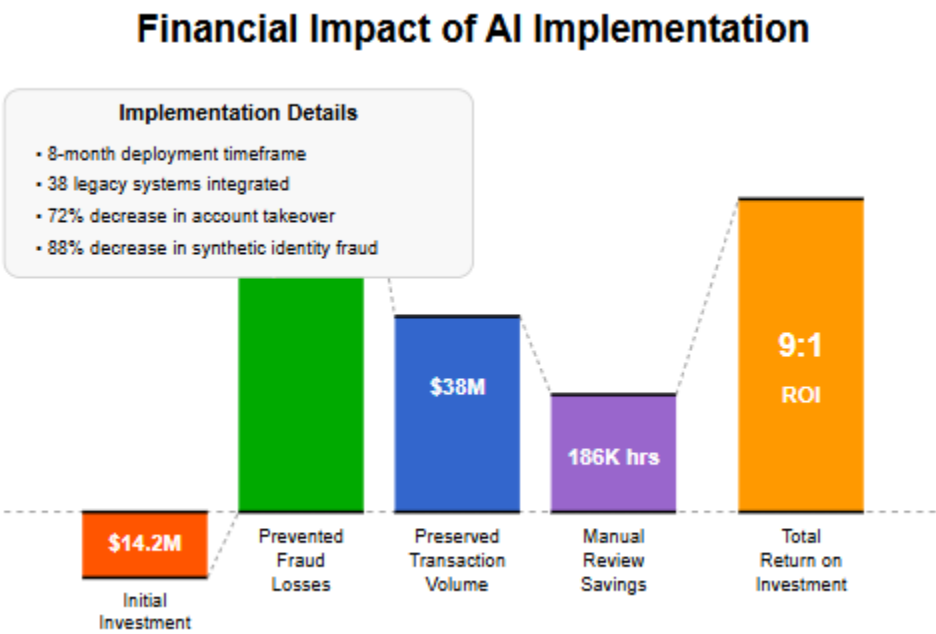 Financial Impact of AI Implementation
Implementation Details
• 8-month deployment timeframe
• 38 legacy systems integrated
• 72% decrease in account takeover
• 88% decrease in synthetic identity fraud
9:1
ROI
$38M
186K hrs
$14.2M
Prevented
Fraud
Losses
Preserved
Transaction
Volume
Manual
Review
Savings
Total
Return on
Investment
Initial
Investment